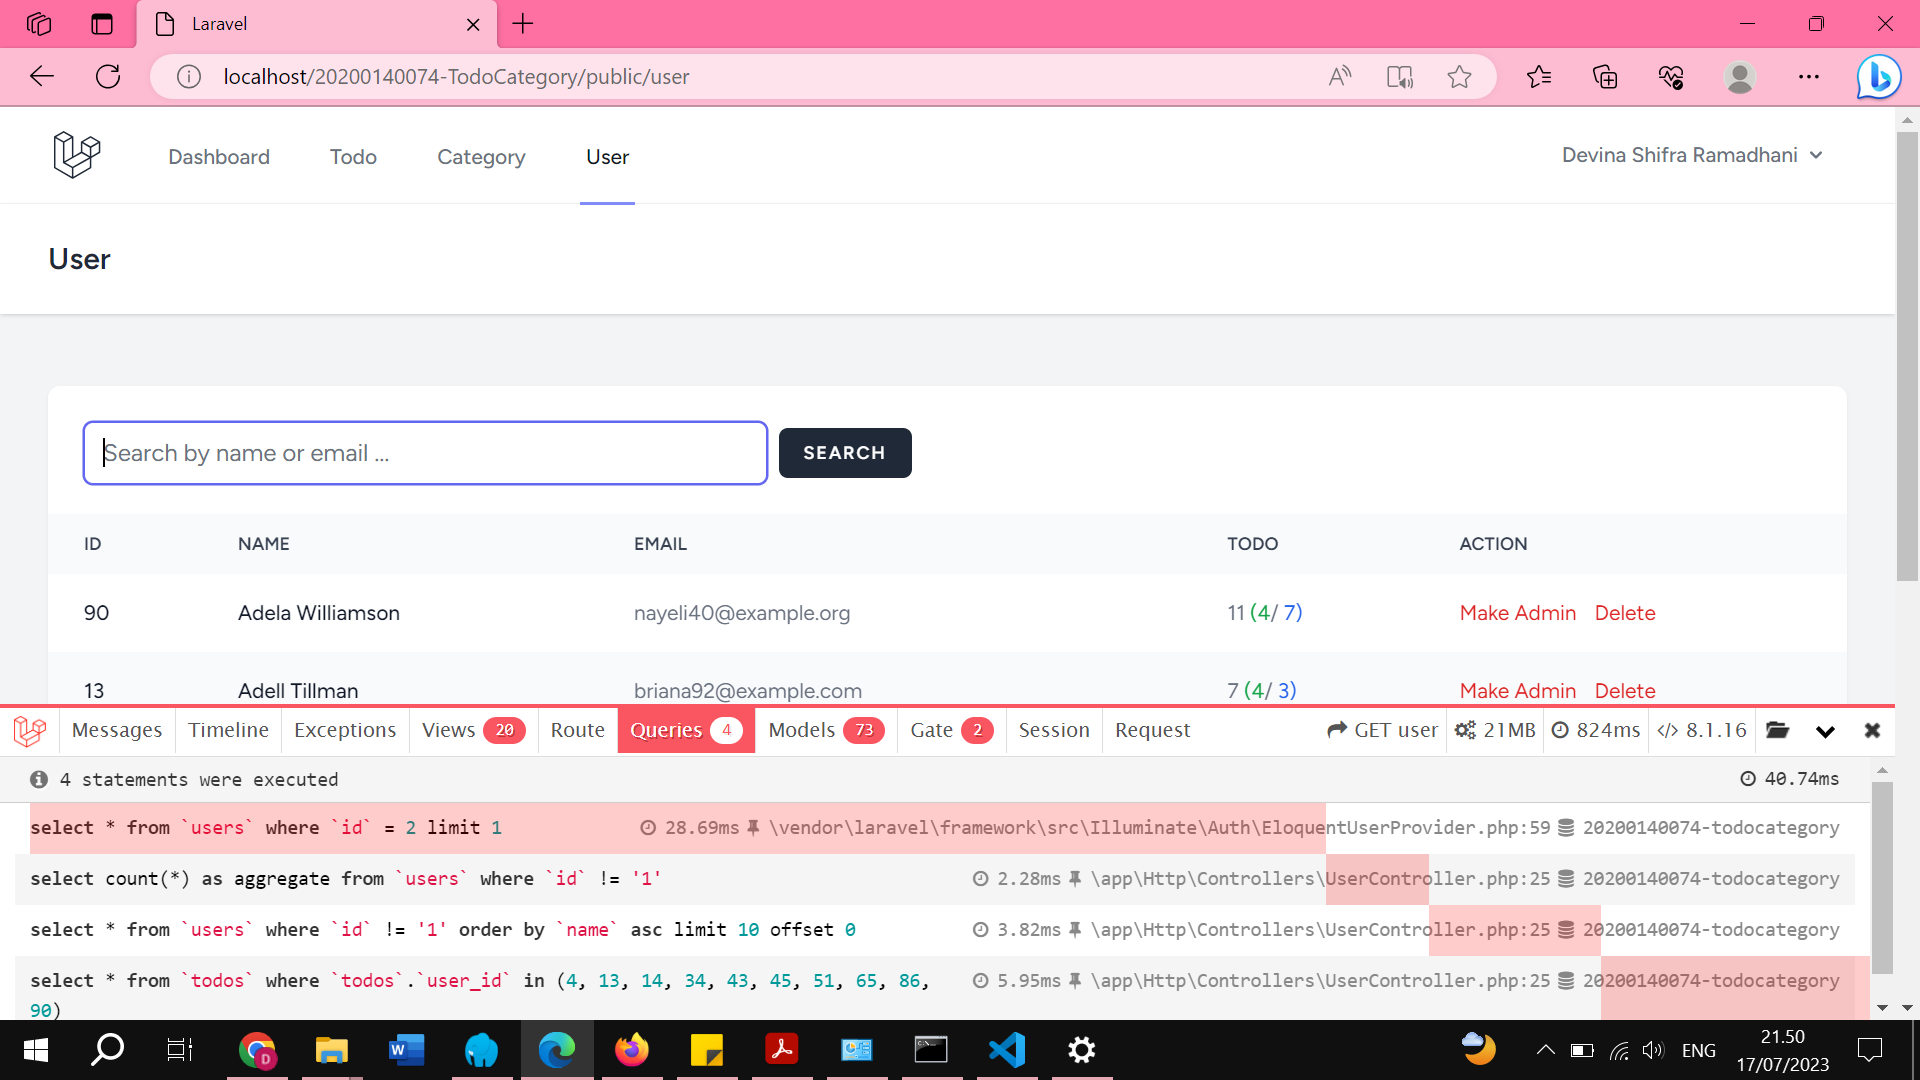 Laravel
localhost/20200140074-TodoCategory/public/user
Dashboard Todo Category User Devina Shifra Ramadhani
User
Search by name or email ...
SEARCH
ID NAME EMAIL TODO ACTION
90 Adela Williamson nayeli40@example.org 11 (4/ 7) Make Admin Delete
13 Adell Tillman briana92@example.com 7 (4/ 3) Make Admin Delete
Messages Timeline Exceptions Views 20 Route Queries 4 Models 73 Gate 2 Session Request GET user 21MB 824ms 8.1.16
4 statements were executed 40.74ms
select * from `users` where `id` = 2 limit 1 28.69ms \vendor\laravel\framework\src\Illuminate\Auth\EloquentUserProvider.php:59 20200140074-todocategory
select count(*) as aggregate from `users` where `id` != '1' 2.28ms \app\Http\Controllers\UserController.php:25 20200140074-todocategory
select * from `users` where `id` != '1' order by `name` asc limit 10 offset 0 3.82ms \app\Http\Controllers\UserController.php:25 20200140074-todocategory
select * from `todos` where `todos`.`user_id` in (4, 13, 14, 34, 43, 45, 51, 65, 86, 5.95ms \app\Http\Controllers\UserController.php:25 20200140074-todocategory
90)
ENG
21.50
17/07/2023